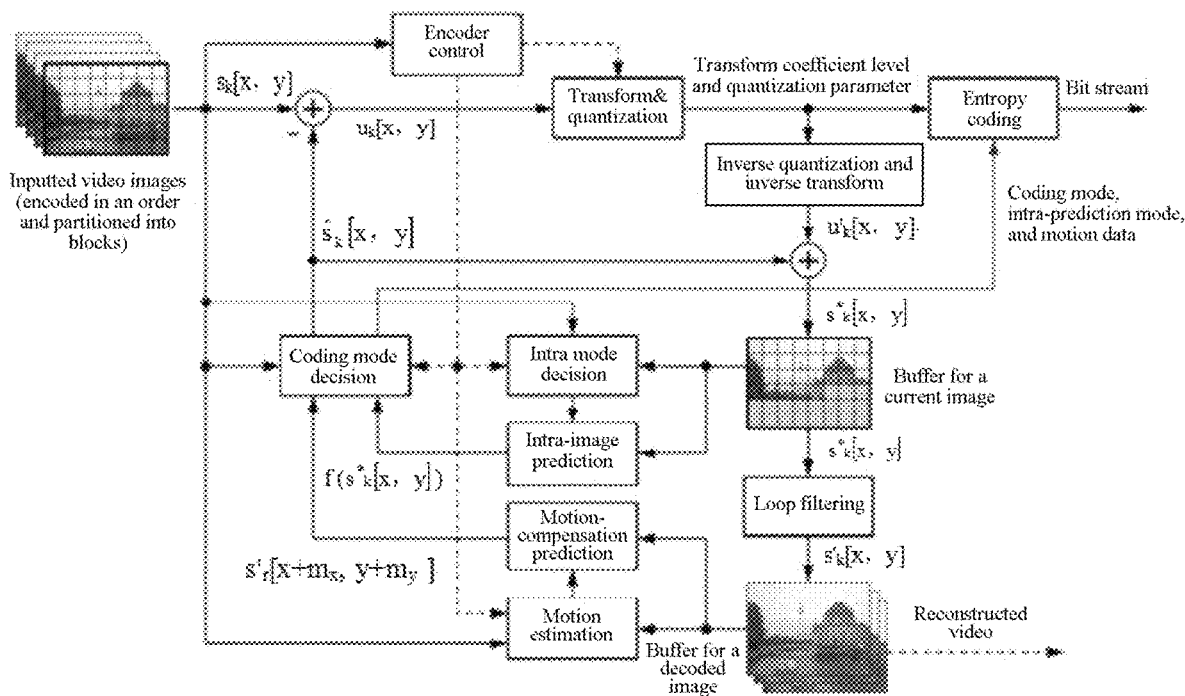 Encoder
control
sₖ[x, y]
Transform coefficient level
and quantization parameter
Transform&
quantization
Entropy
coding
Bit stream
+
−
uₖ[x, y]
Inverse quantization and
inverse transform
Inputted video images
(encoded in an order
and partitioned into
blocks)
Coding mode,
intra-prediction mode,
and motion data
ŝₖ[x, y]
u'ₖ[x, y]
+
s*ₖ[x, y]
Coding mode
decision
Intra mode
decision
Buffer for a
current image
Intra-image
prediction
s*ₖ[x, y]
f(s*ₖ[x, y])
Loop filtering
Motion-
compensation
prediction
s'ₖ[x, y]
s'ᵣ[x+mₓ, y+m_y]
Motion
estimation
Buffer for a
decoded
image
Reconstructed
video